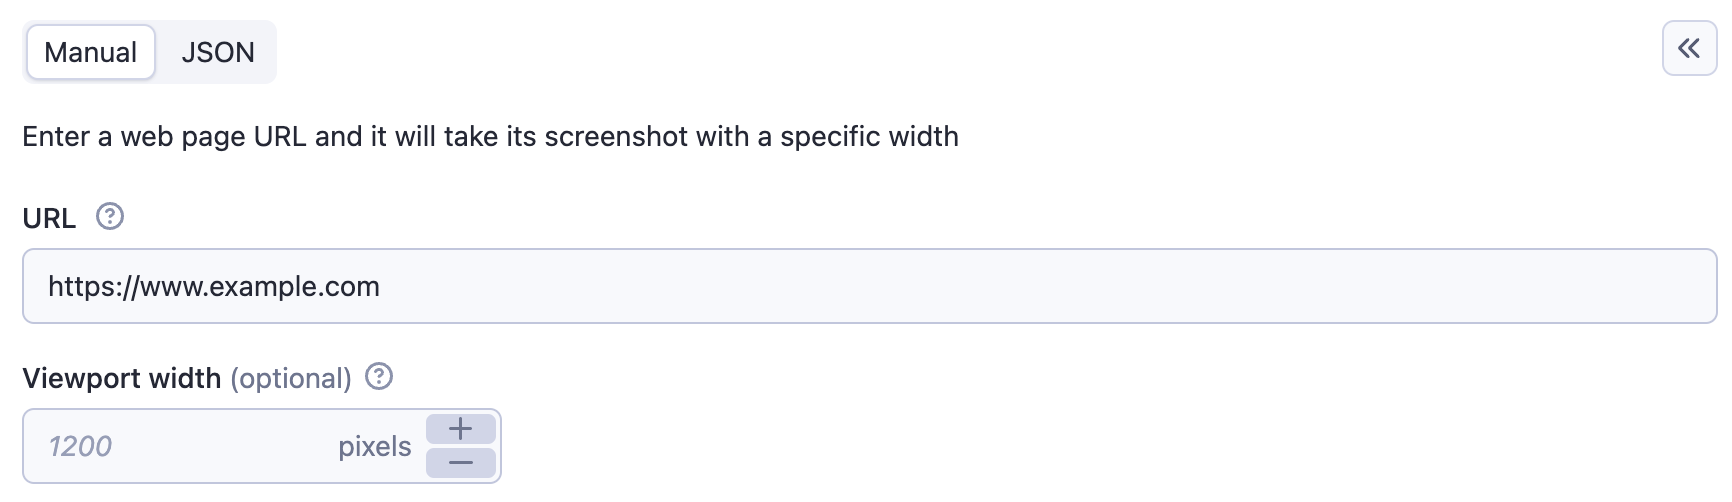 Manual JSON
Enter a web page URL and it will take its screenshot with a specific width
URL
https://www.example.com
Viewport width (optional)
1200 pixels